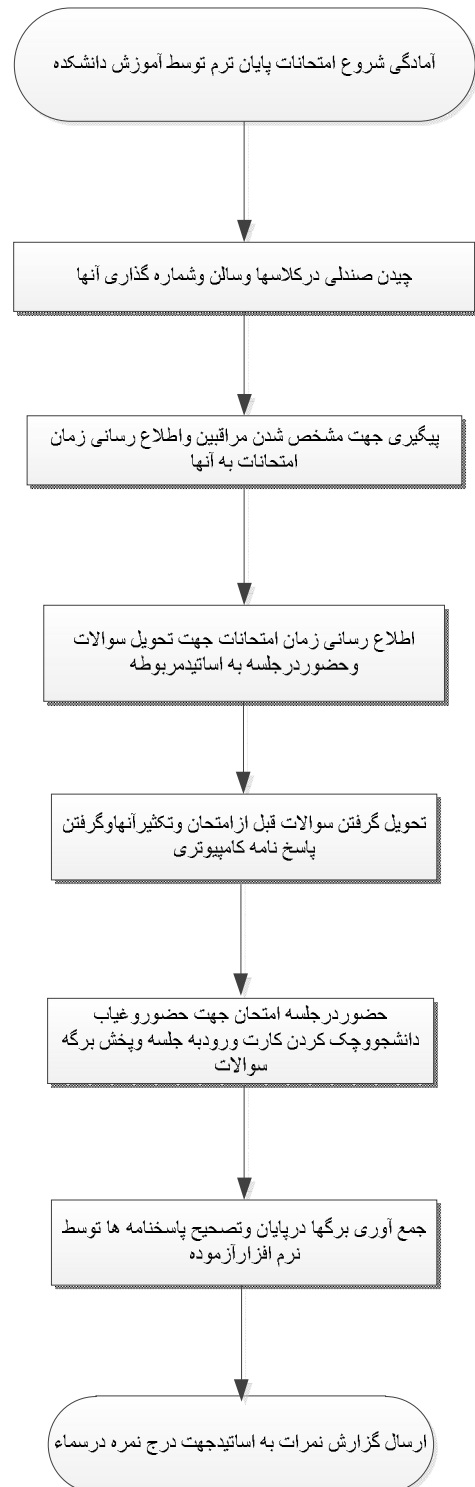 آمادگی شروع امتحانات پایان ترم توسط آموزش دانشکده
چیدن صندلی درکلاسها وسالن وشماره گذاری آنها
پیگیری جهت مشخص شدن مراقبین واطلاع رسانی زمان
امتحانات به آنها
اطلاع رسانی زمان امتحانات جهت تحویل سوالات
وحضوردرجلسه به اساتیدمربوطه
تحویل گرفتن سوالات قبل ازامتحان وتکثیرآنهاوگرفتن
پاسخ نامه کامپیوتری
حضوردرجلسه امتحان جهت حضوروغیاب
دانشجووچک کردن کارت ورودبه جلسه وپخش برگه
سوالات
جمع آوری برگها درپایان وتصحیح پاسخنامه ها توسط
نرم افزارآزموده
ارسال گزارش نمرات به اساتیدجهت درج نمره درسماء